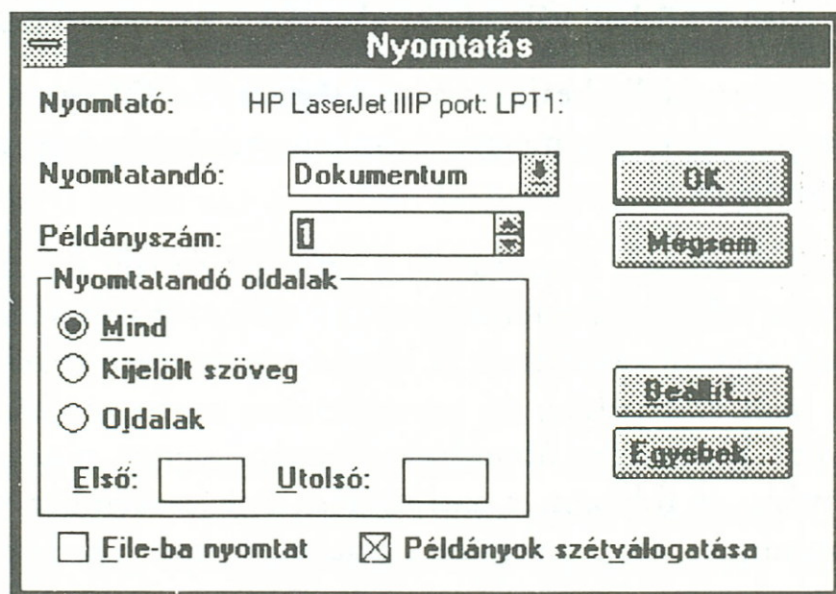 Nyomtatás
Nyomtató: HP LaserJet IIIP port: LPT1:
Nyomtatandó: Dokumentum
OK
Példányszám: 1
Mégsem
Nyomtatandó oldalak
Mind
Kijelölt szöveg
Oldalak
Beállít...
Első: Utolsó:
Egyebek...
File-ba nyomtat Példányok szétválogatása